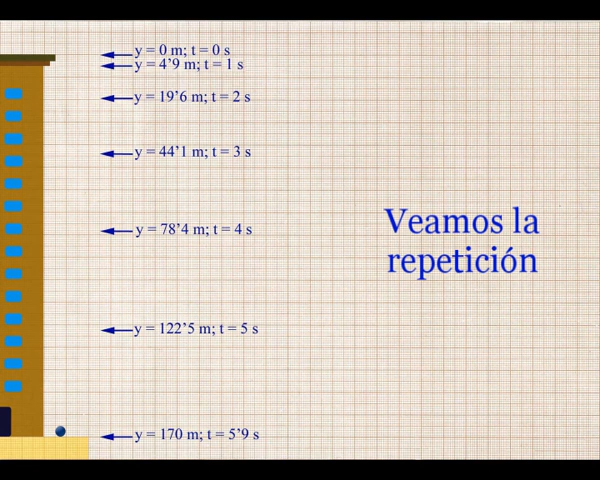 y = 0 m; t = 0 s
y = 4'9 m; t = 1 s
y = 19'6 m; t = 2 s
y = 44'1 m; t = 3 s
y = 78'4 m; t = 4 s
y = 122'5 m; t = 5 s
y = 170 m; t = 5'9 s
Veamos la
repetición